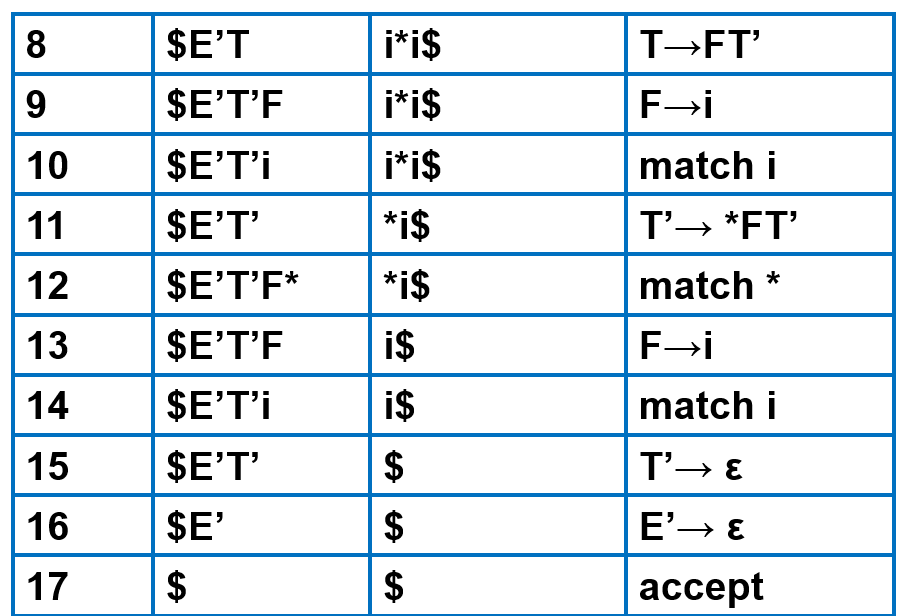 8 $E’T i*i$ T→FT’
9 $E’T’F i*i$ F→i
10 $E’T’i i*i$ match i
11 $E’T’ *i$ T’→ *FT’
12 $E’T’F* *i$ match *
13 $E’T’F i$ F→i
14 $E’T’i i$ match i
15 $E’T’ $ T’→ ε
16 $E’ $ E’→ ε
17 $ $ accept